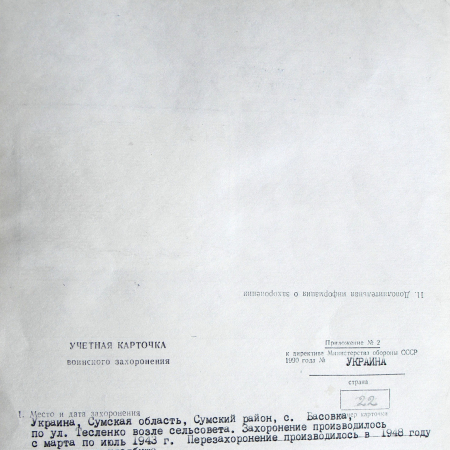 11. Дополнительная информация о захоронении
УЧЕТНАЯ КАРТОЧКА
воинского захоронения
Приложение № 2
к директиве Министерства обороны СССР
1990 года №
УКРАИНА
страна
22
номер карточки
1. Место и дата захоронения
Украина, Сумская область, Сумский район, с. Басовка,
по ул. Тесленко возле сельсовета. Захоронение производилось
с марта по июль 1943 г. Перезахоронение производилось в 1948 году